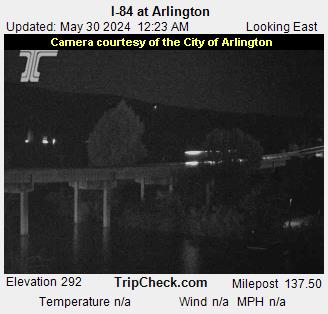 I-84 at Arlington
Updated: May 30 2024 12:23 AM Looking East
Camera courtesy of the City of Arlington
Elevation 292 TripCheck.com Milepost 137.50
Temperature n/a Wind n/a MPH n/a